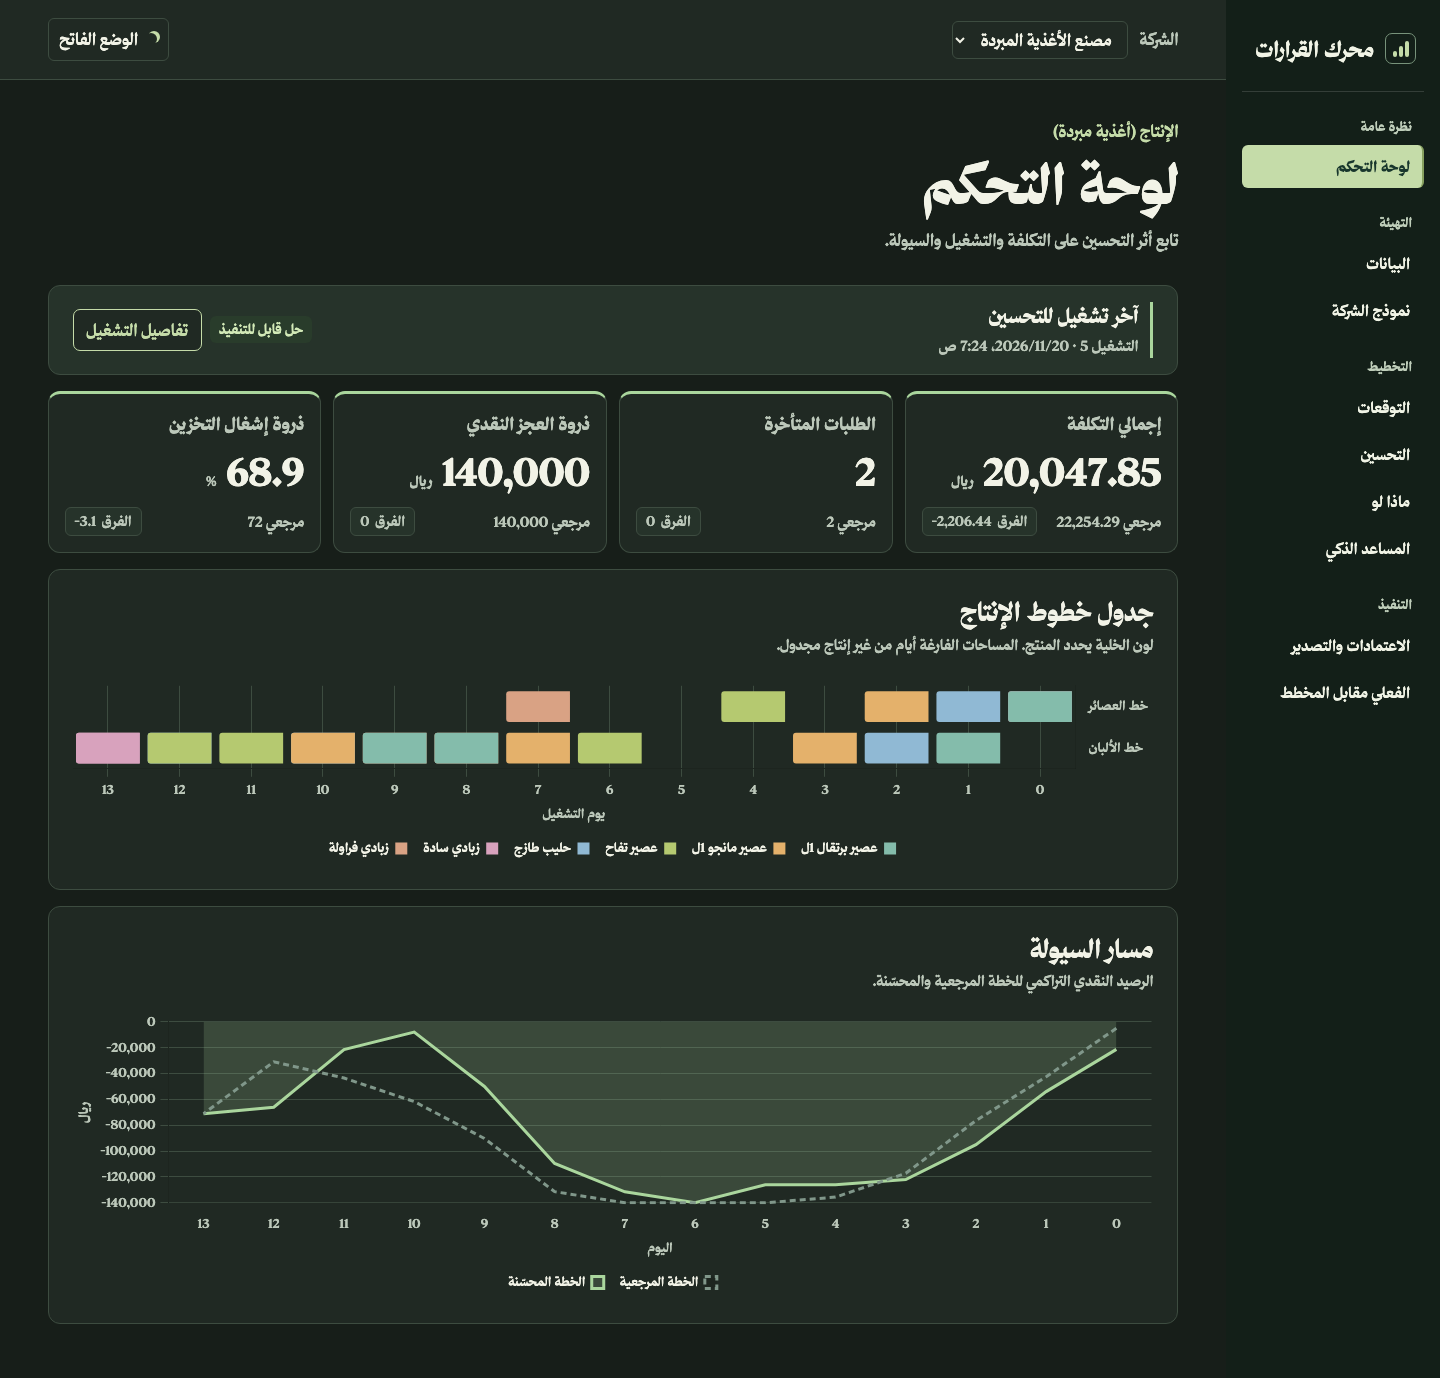 محرك القرارات
نظرة عامة
لوحة التحكم
التهيئة
البيانات
نموذج الشركة
التخطيط
التوقعات
التحسين
ماذا لو
المساعد الذكي
التنفيذ
الاعتمادات والتصدير
الفعلي مقابل المخطط
الشركة مصنع الأغذية المبردة
الوضع الفاتح
الإنتاج (أغذية مبردة)
لوحة التحكم
تابع أثر التحسين على التكلفة والتشغيل والسيولة.
آخر تشغيل للتحسين
التشغيل 5 · 2026/11/20، 7:24 ص
حل قابل للتنفيذ
تفاصيل التشغيل
إجمالي التكلفة
20,047.85 ريال
مرجعي 22,254.29 الفرق -2,206.44
الطلبات المتأخرة
2
مرجعي 2 الفرق 0
ذروة العجز النقدي
140,000 ريال
مرجعي 140,000 الفرق 0
ذروة إشغال التخزين
68.9 %
مرجعي 72 الفرق -3.1
جدول خطوط الإنتاج
لون الخلية يحدد المنتج. المساحات الفارغة أيام من غير إنتاج مجدول.
خط العصائر
خط الألبان
0 1 2 3 4 5 6 7 8 9 10 11 12 13
يوم التشغيل
عصير برتقال 1ل عصير مانجو 1ل عصير تفاح حليب طازج زبادي سادة زبادي فراولة
مسار السيولة
الرصيد النقدي التراكمي للخطة المرجعية والمحسّنة.
0
-20,000
-40,000
-60,000
-80,000
-100,000
-120,000
-140,000
ريال
0 1 2 3 4 5 6 7 8 9 10 11 12 13
اليوم
الخطة المرجعية الخطة المحسّنة